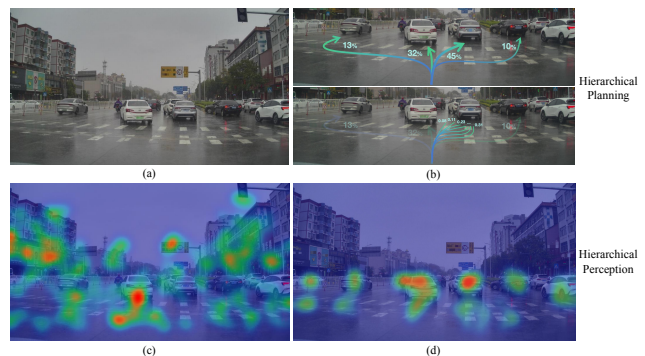 13%
32%
45%
10%
Hierarchical
Planning
(a)
(b)
Hierarchical
Perception
(c)
(d)